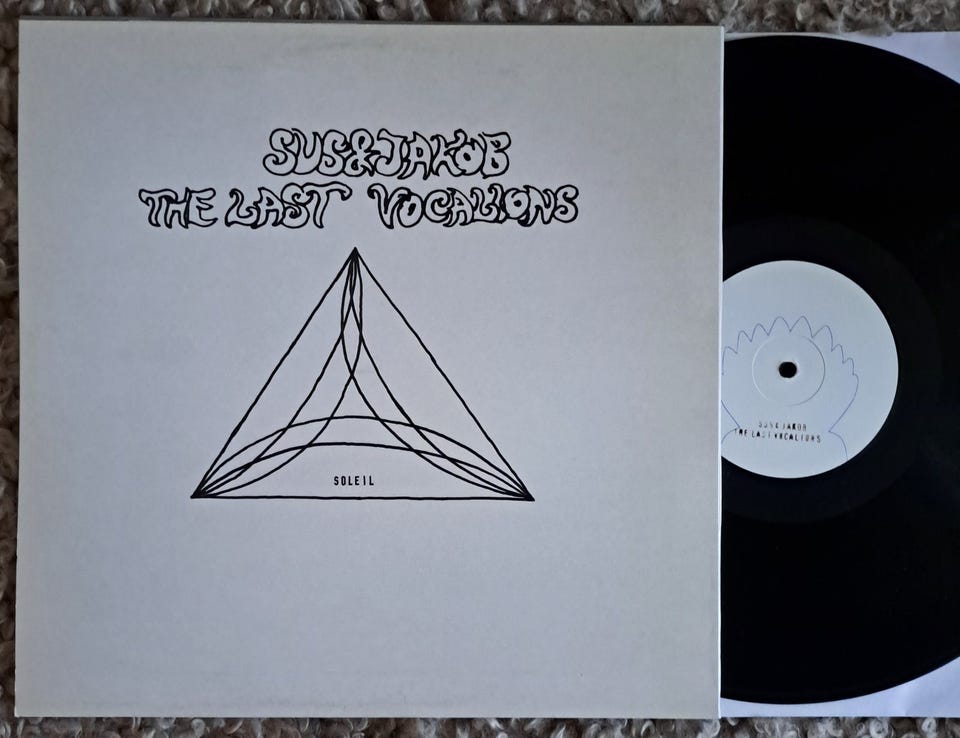 SUS&JAKOB
THE LAST VOCALIONS
SOLEIL
SUS& JAKOB
THE LAST VOCALIONS